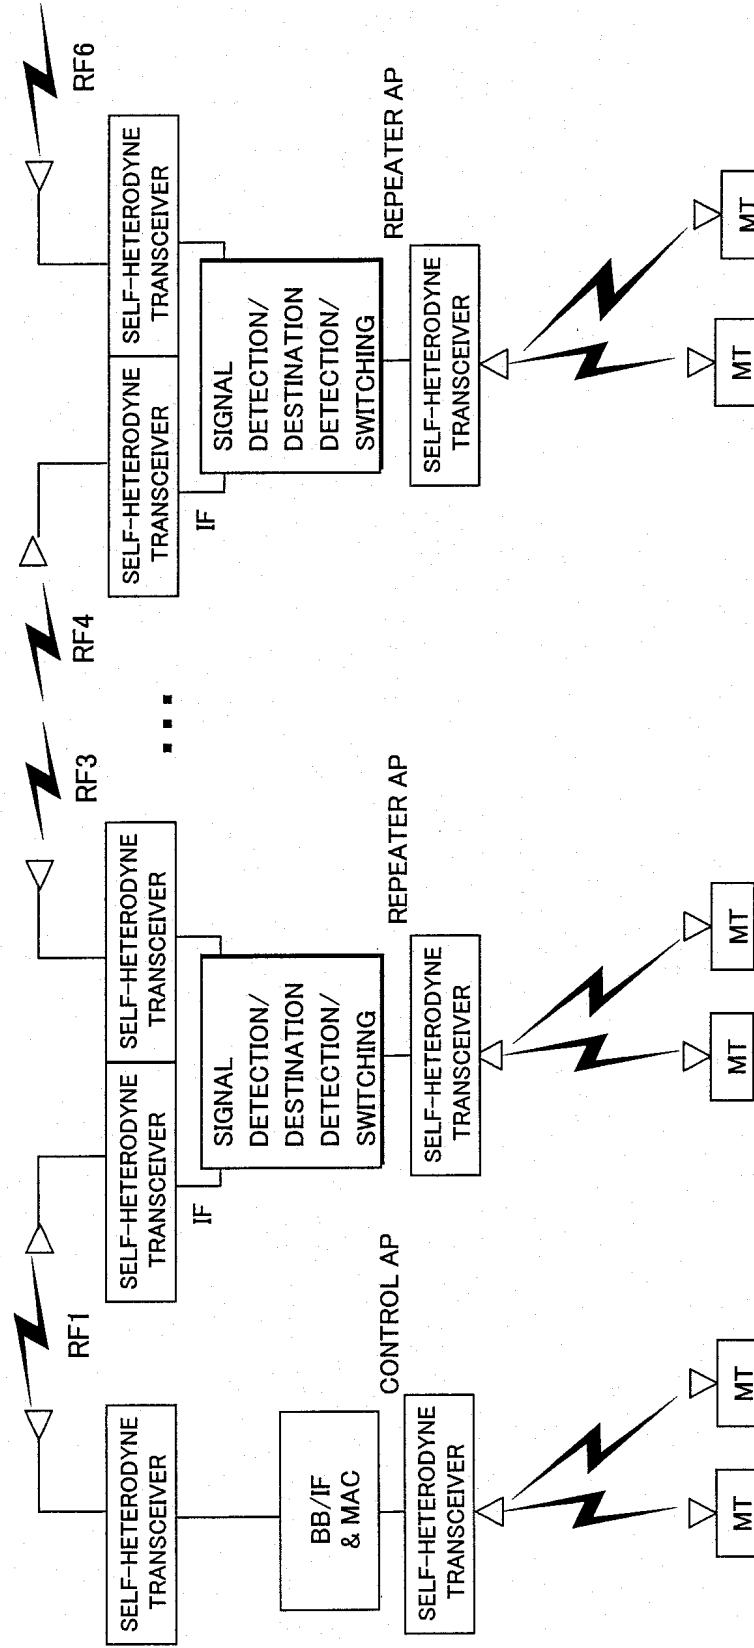 RF1
RF3
RF4
RF6
SELF-HETERODYNE
TRANSCEIVER
SELF-HETERODYNE
TRANSCEIVER
SELF-HETERODYNE
TRANSCEIVER
SELF-HETERODYNE
TRANSCEIVER
SELF-HETERODYNE
TRANSCEIVER
IF
IF
BB/IF
& MAC
SIGNAL
DETECTION/
DESTINATION
DETECTION/
SWITCHING
SIGNAL
DETECTION/
DESTINATION
DETECTION/
SWITCHING
CONTROL AP
REPEATER AP
REPEATER AP
SELF-HETERODYNE
TRANSCEIVER
SELF-HETERODYNE
TRANSCEIVER
SELF-HETERODYNE
TRANSCEIVER
MT
MT
MT
MT
MT
MT